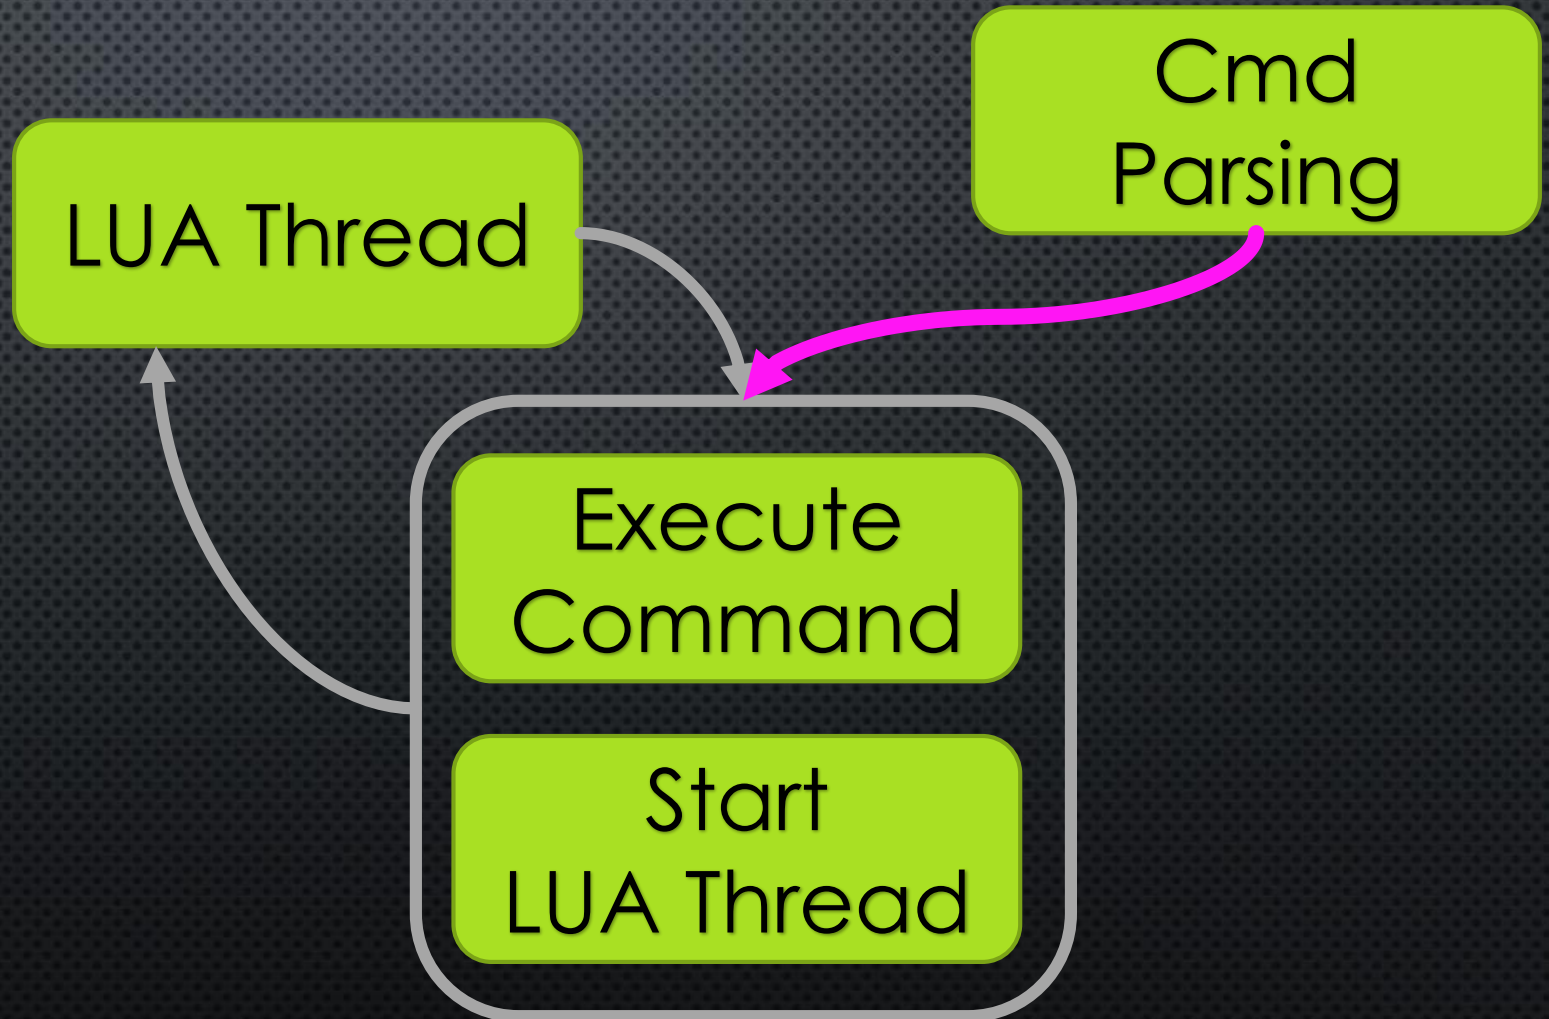 Cmd
Parsing
LUA Thread
Execute
Command
Start
LUA Thread